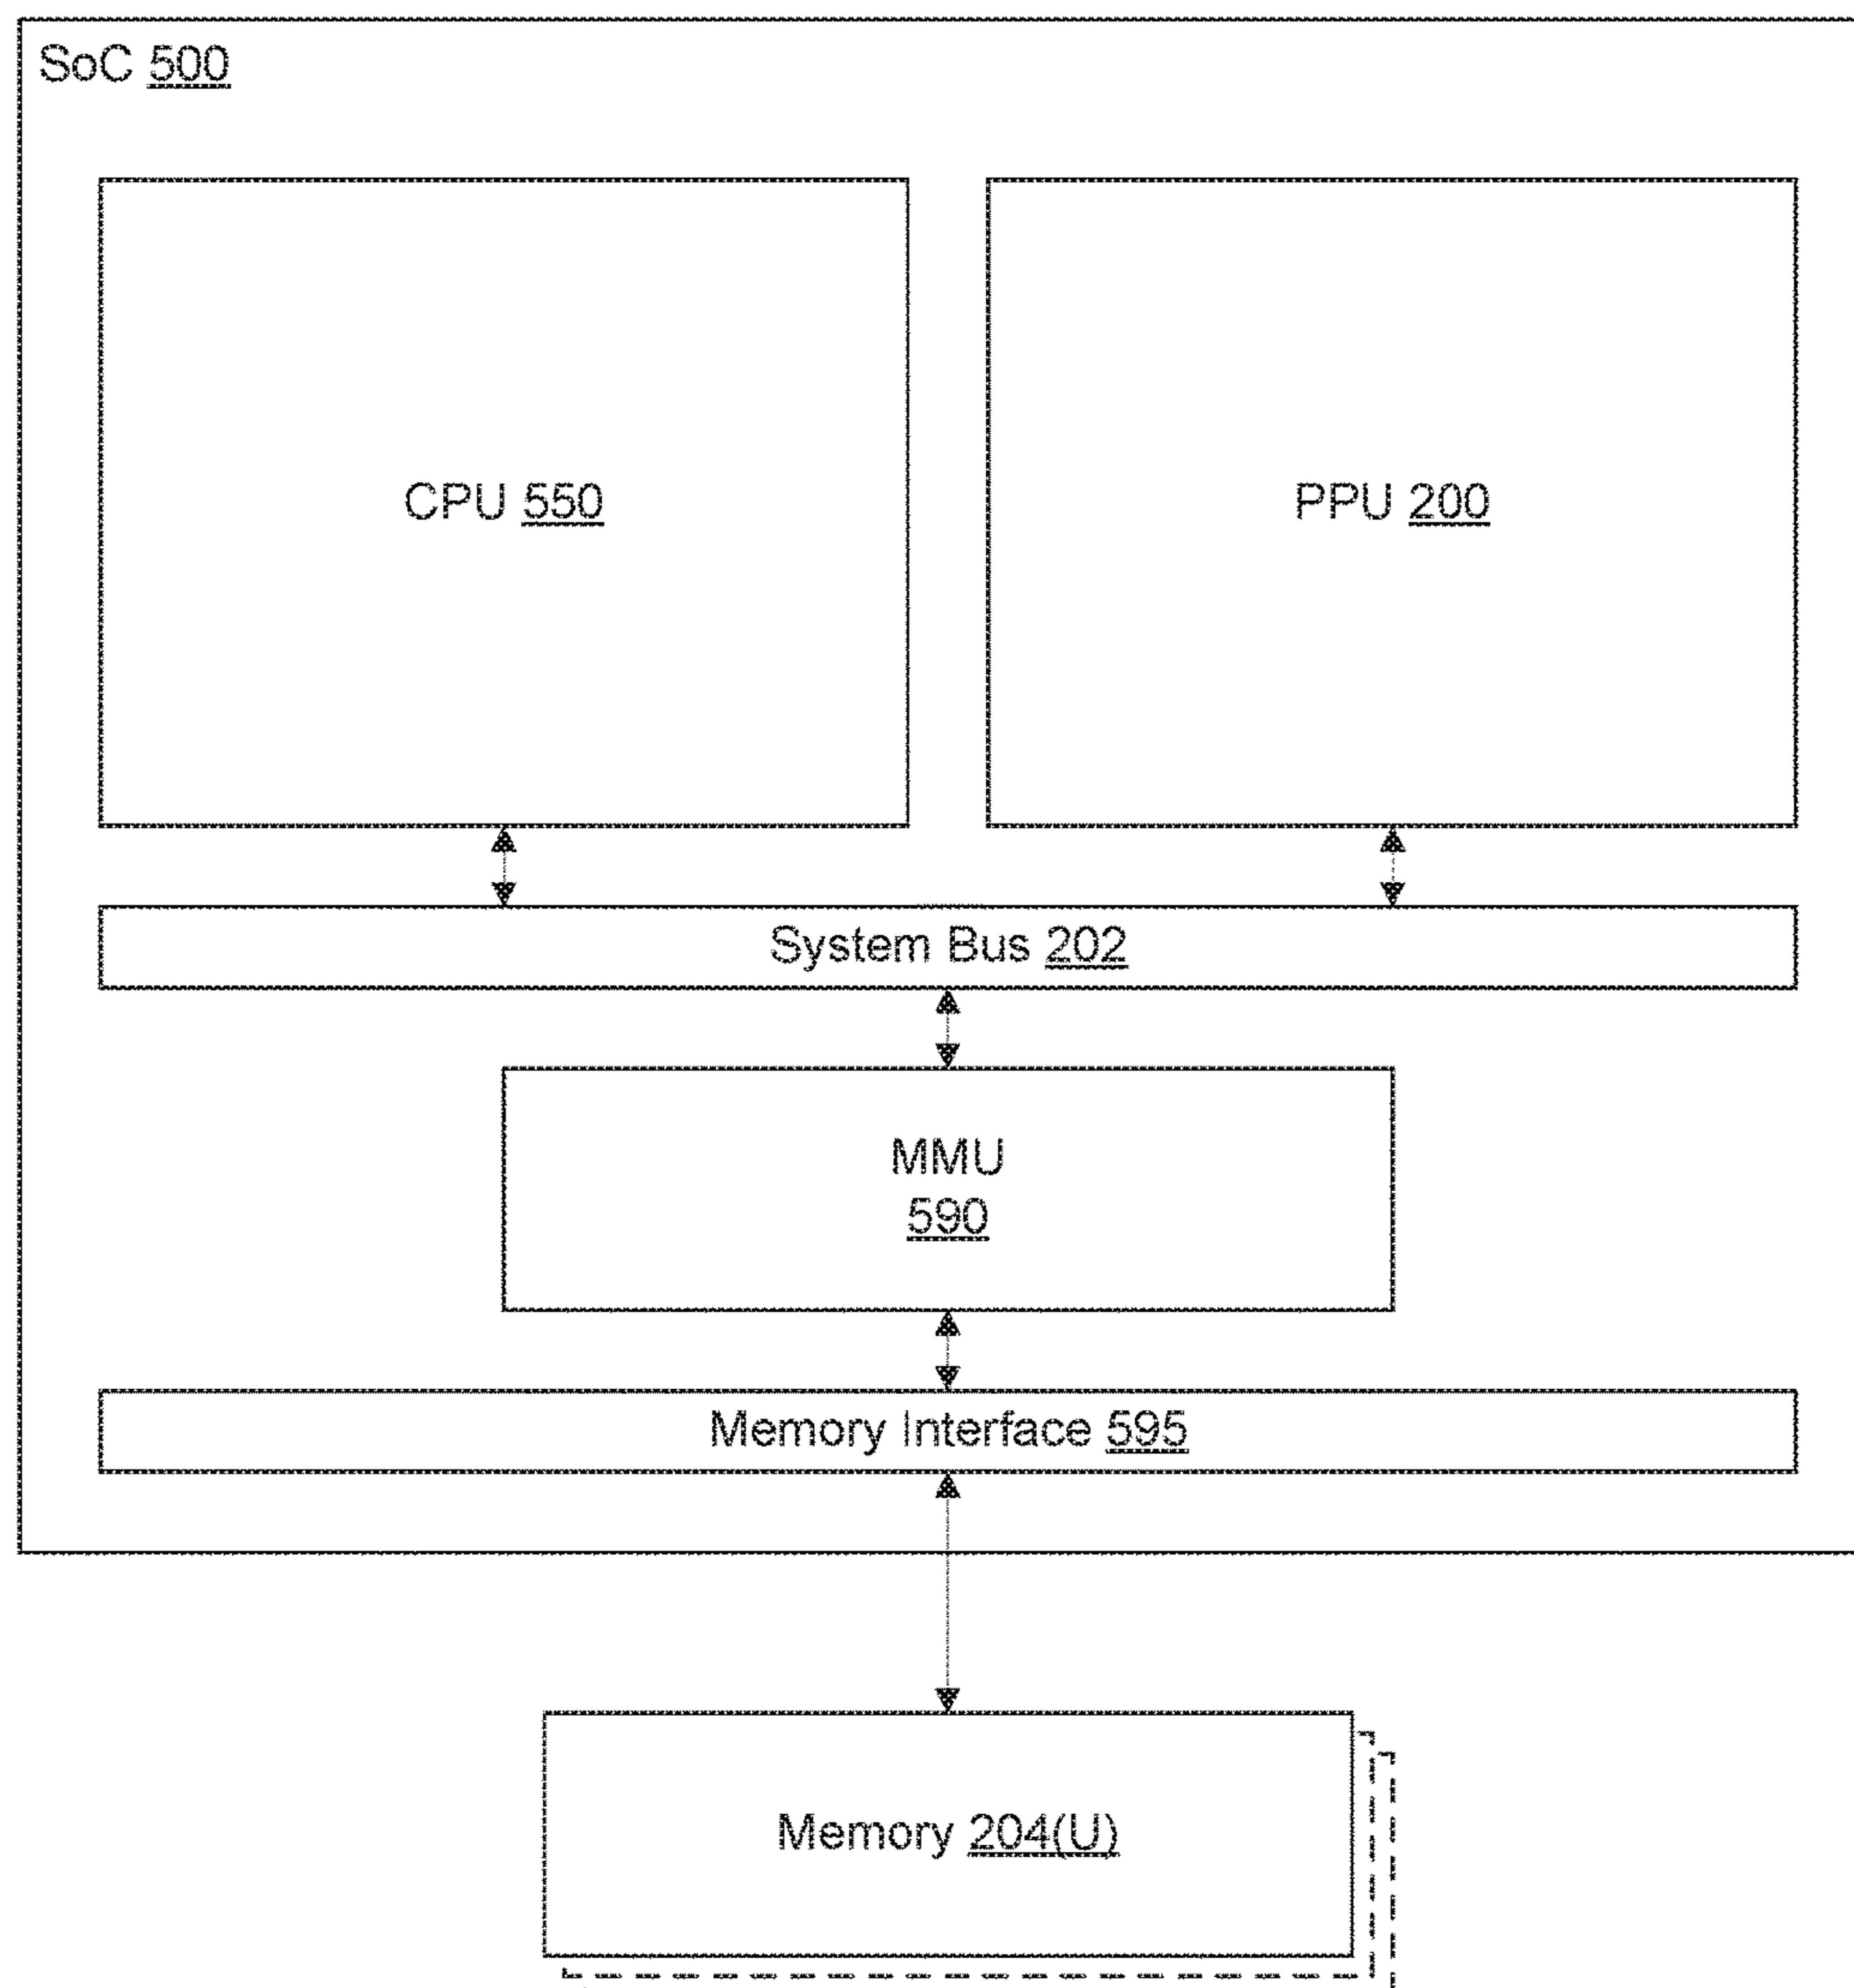 SoC 500
CPU 550
PPU 200
System Bus 202
MMU
590
Memory Interface 595
Memory 204(U)